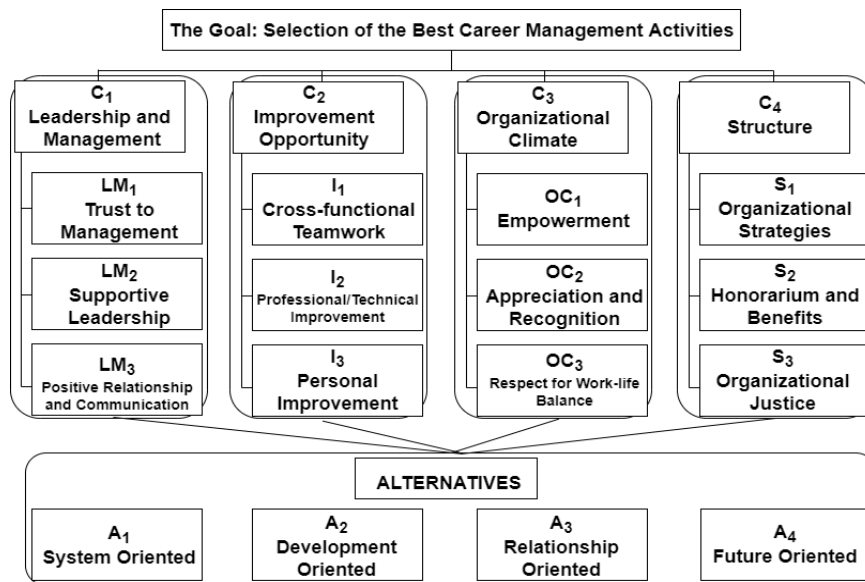 The Goal: Selection of the Best Career Management Activities
C1
Leadership and
Management
LM1
Trust to
Management
LM2
Supportive
Leadership
LM3
Positive Relationship
and Communication
C2
Improvement
Opportunity
I1
Cross-functional
Teamwork
I2
Professional/Technical
Improvement
I3
Personal
Improvement
C3
Organizational
Climate
OC1
Empowerment
OC2
Appreciation and
Recognition
OC3
Respect for Work-life
Balance
C4
Structure
S1
Organizational
Strategies
S2
Honorarium and
Benefits
S3
Organizational
Justice
ALTERNATIVES
A1
System Oriented
A2
Development
Oriented
A3
Relationship
Oriented
A4
Future Oriented